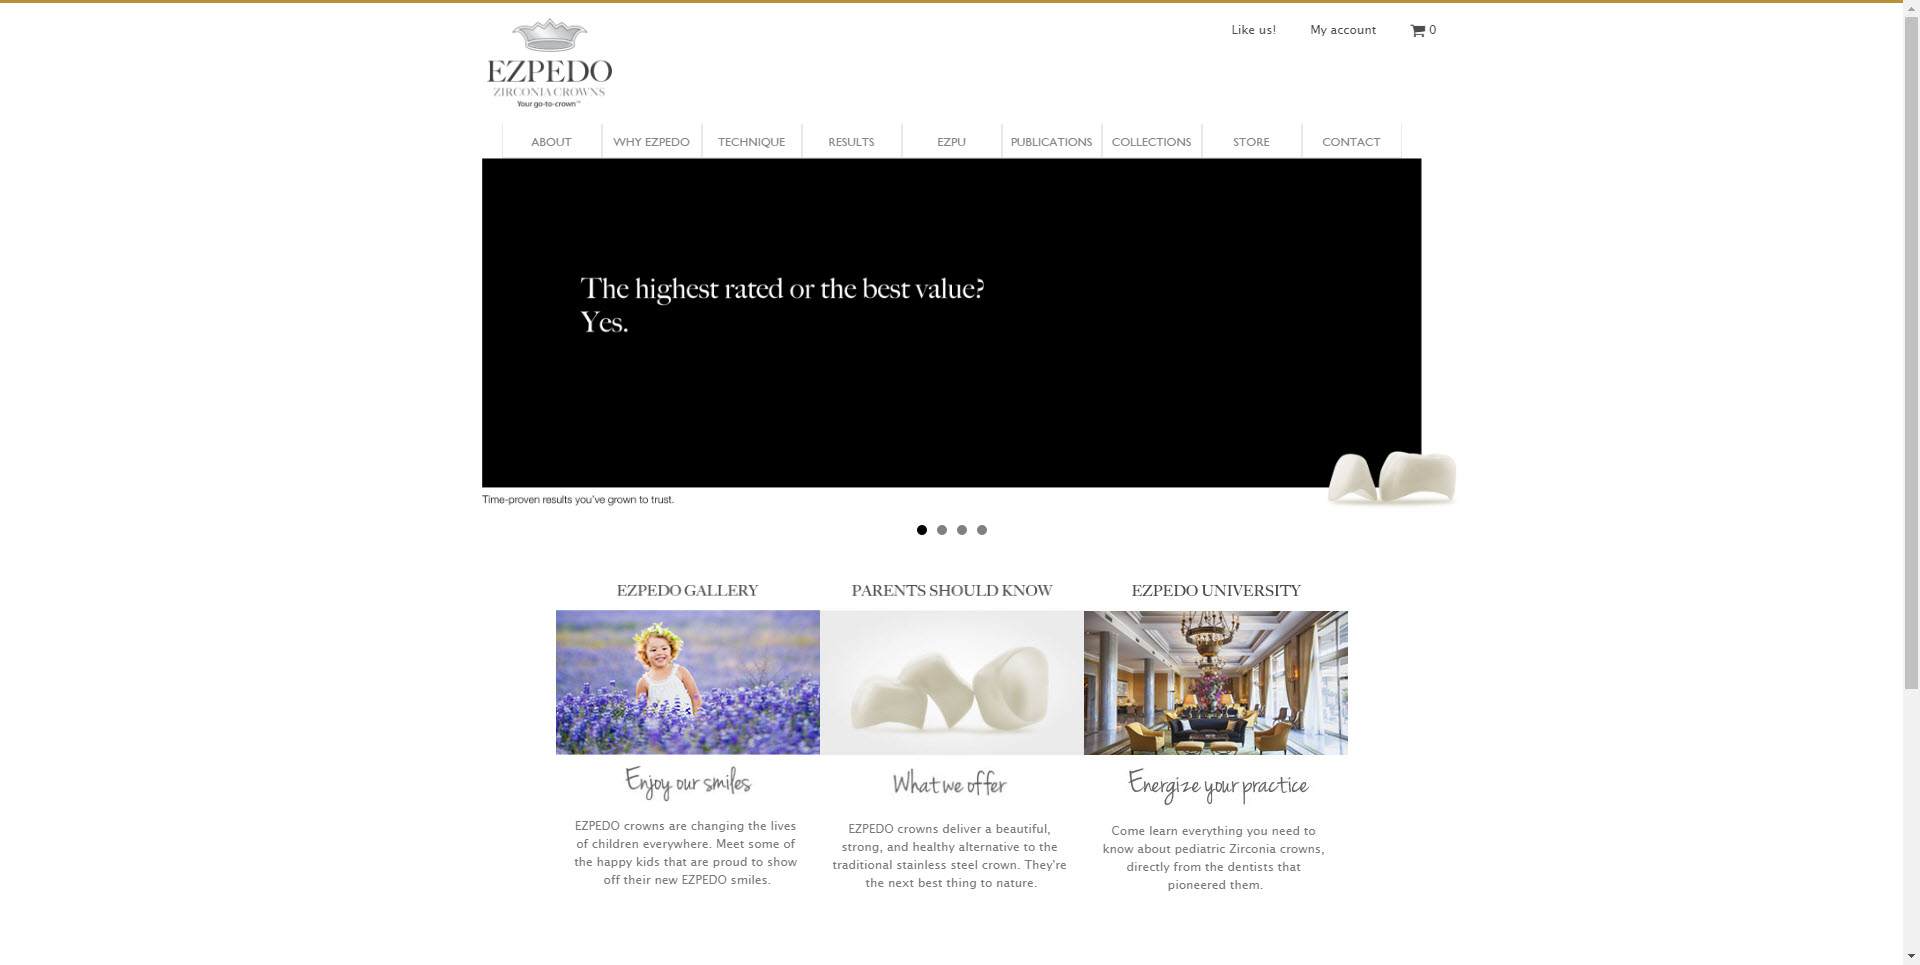 Like us!
My account
0
EZPEDO
ZIRCONIA CROWNS
Your go-to-crown™
ABOUT
WHY EZPEDO
TECHNIQUE
RESULTS
EZPU
PUBLICATIONS
COLLECTIONS
STORE
CONTACT
The highest rated or the best value?
Yes.
Time-proven results you've grown to trust.
EZPEDO GALLERY
Enjoy our smiles
EZPEDO crowns are changing the lives
of children everywhere. Meet some of
the happy kids that are proud to show
off their new EZPEDO smiles.
PARENTS SHOULD KNOW
What we offer
EZPEDO crowns deliver a beautiful,
strong, and healthy alternative to the
traditional stainless steel crown. They're
the next best thing to nature.
EZPEDO UNIVERSITY
Energize your practice
Come learn everything you need to
know about pediatric Zirconia crowns,
directly from the dentists that
pioneered them.